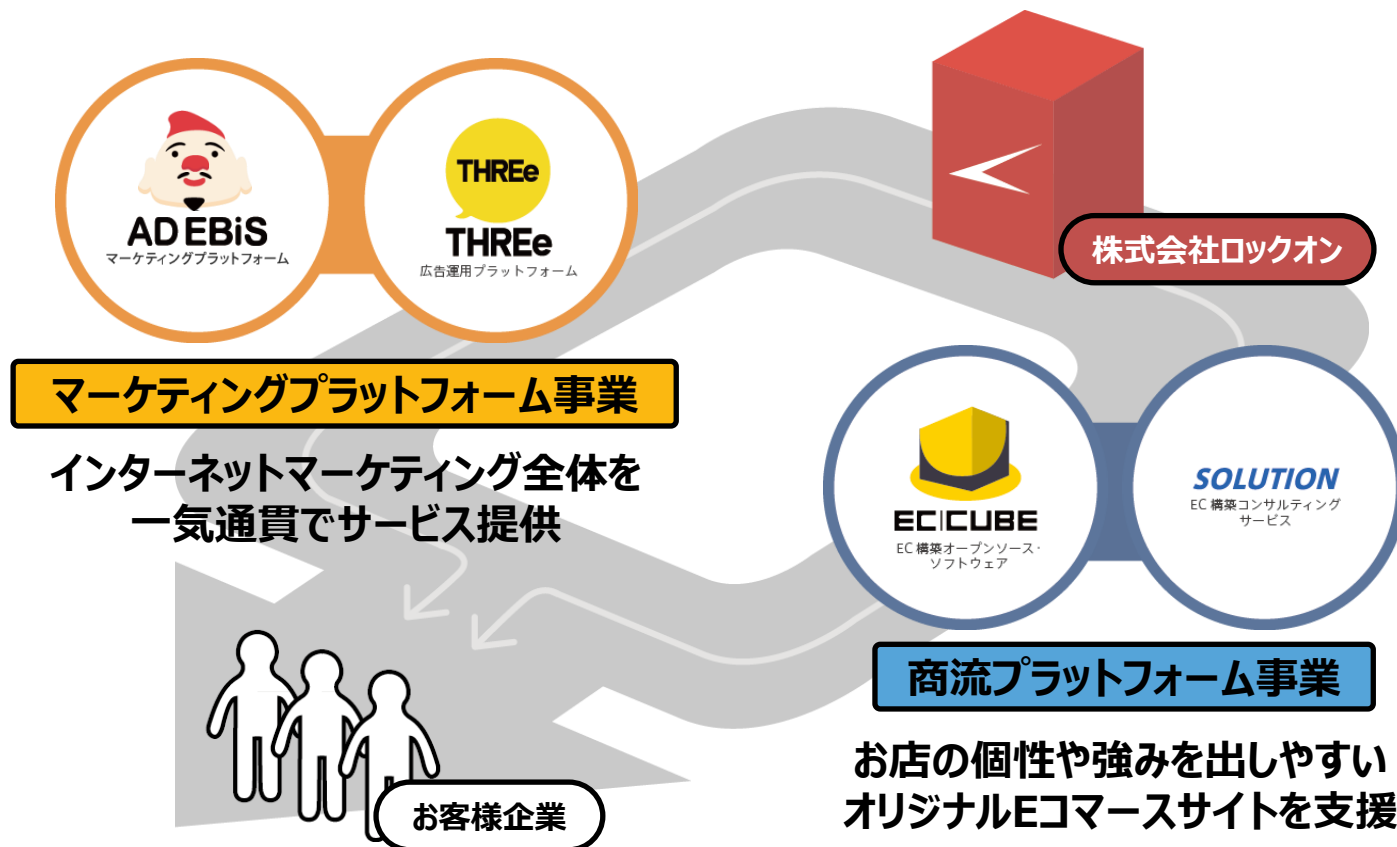 AD EBiS
マーケティングプラットフォーム
THREe
THREe
広告運用プラットフォーム
株式会社ロックオン
マーケティングプラットフォーム事業
インターネットマーケティング全体を
一気通貫でサービス提供
EC CUBE
EC構築オープンソース・
ソフトウェア
SOLUTION
EC構築コンサルティング
サービス
商流プラットフォーム事業
お店の個性や強みを出しやすい
オリジナルEコマースサイトを支援
お客様企業